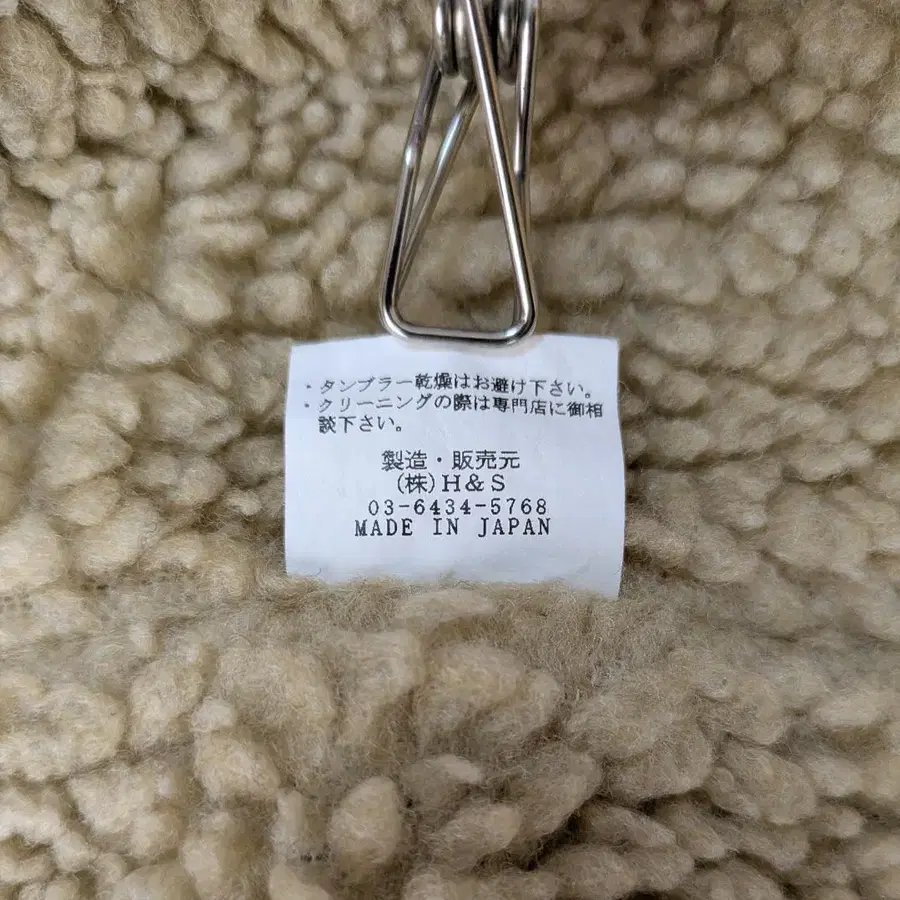 ・タンブラー乾燥はお避け下さい。
・クリーニングの際は専門店に御相
談下さい。
製造・販売元
(株)H&S
03-6434-5768
MADE IN JAPAN